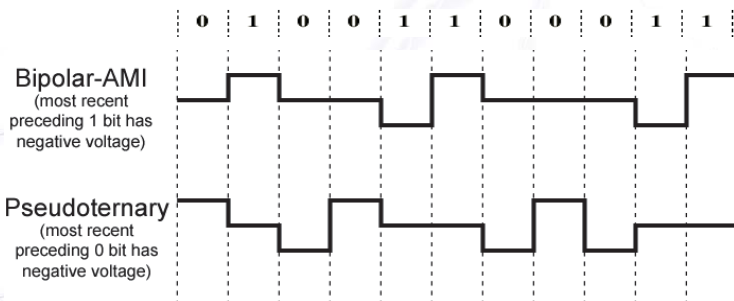 0 1 0 0 1 1 0 0 0 1 1
Bipolar-AMI
(most recent
preceding 1 bit has
negative voltage)
Pseudoternary
(most recent
preceding 0 bit has
negative voltage)